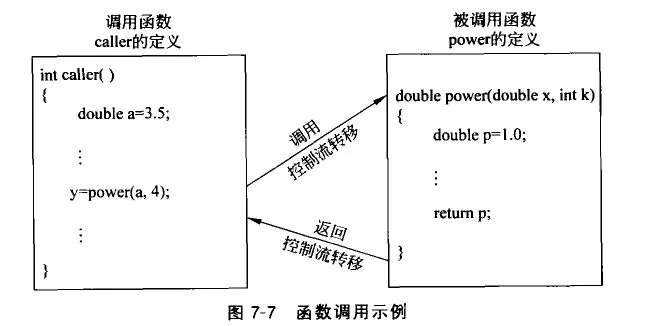 调用函数
caller的定义
int caller( )
{
double a=3.5;
⋮
y=power(a, 4);
⋮
}
调用
控制流转移
返回
控制流转移
被调用函数
power的定义
double power(double x, int k)
{
double p=1.0;
⋮
return p;
}
图 7-7 函数调用示例